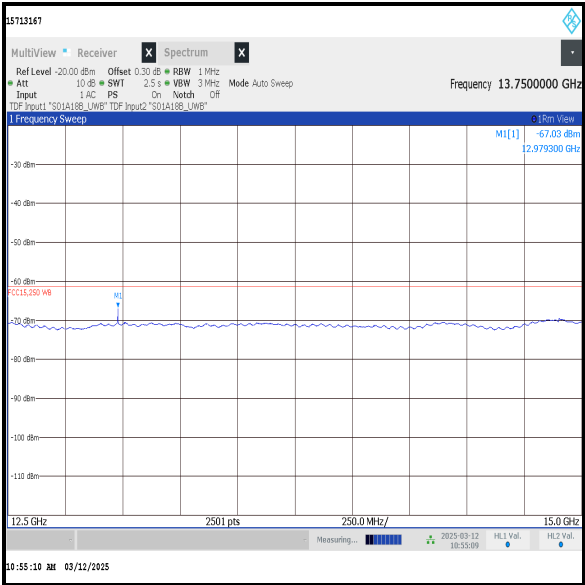 15713167
MultiView Receiver X Spectrum X
Ref Level -20.00 dBm Offset 0.30 dB RBW 1 MHz
Att 10 dB SWT 2.5 s VBW 3 MHz Mode Auto Sweep Frequency 13.7500000 GHz
Input 1 AC PS On Notch Off
TDF Input1 "S01A18B_UWB" TDF Input2 "S01A18B_UWB"
1 Frequency Sweep 1Rm View
M1[1] -67.03 dBm
12.979300 GHz
-30 dBm
-40 dBm
-50 dBm
-60 dBm
FCC15,250 WB
M1
-70 dBm
-80 dBm
-90 dBm
-100 dBm
-110 dBm
12.5 GHz 2501 pts 250.0 MHz/ 15.0 GHz
Measuring... 2025-03-12 HL1 Val. HL2 Val.
10:55:09
10:55:10 AM 03/12/2025